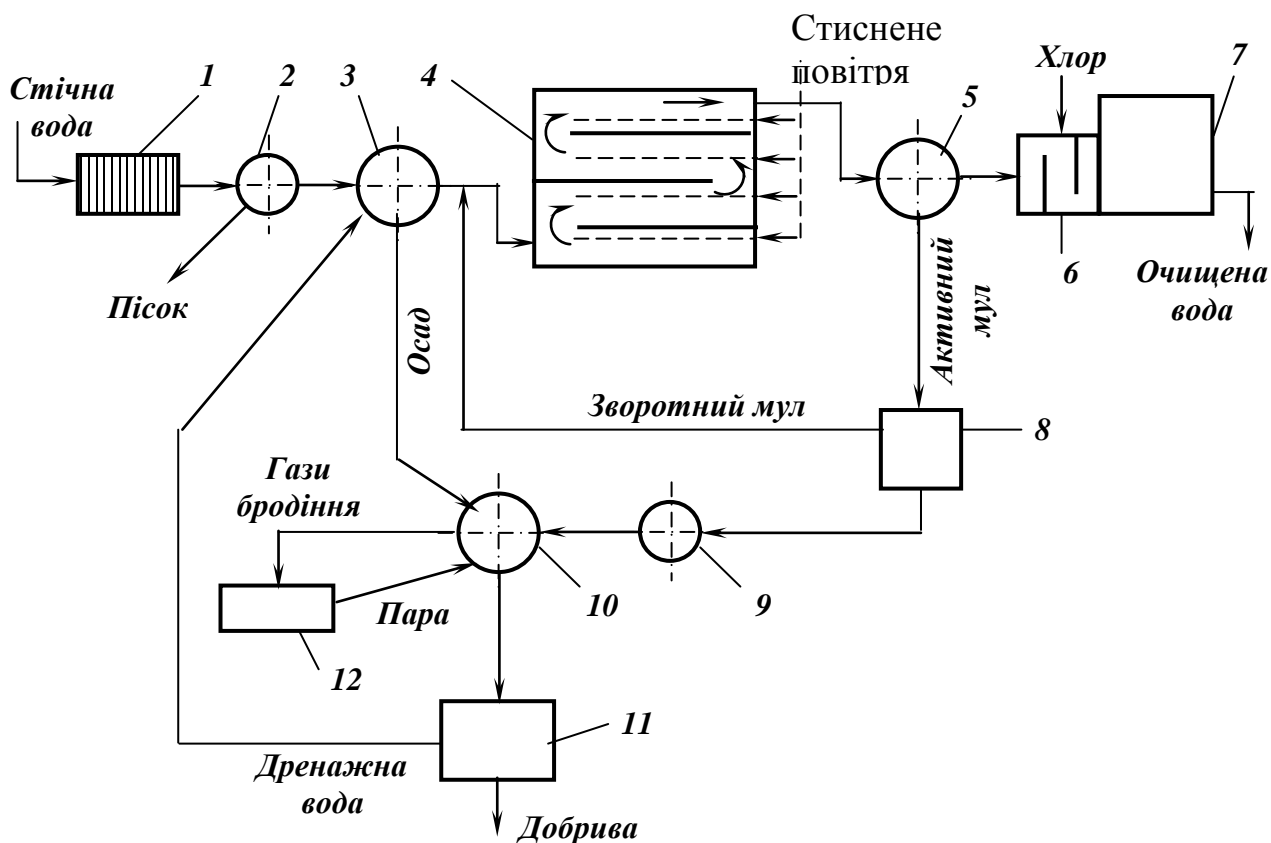 Стиснене
повітря
Стічна
вода
1
2
3
4
5
Хлор
7
6
Очищена
вода
Пісок
Осад
Активний
мул
Зворотний мул
8
Гази
бродіння
Пара
10
9
12
11
Дренажна
вода
Добрива